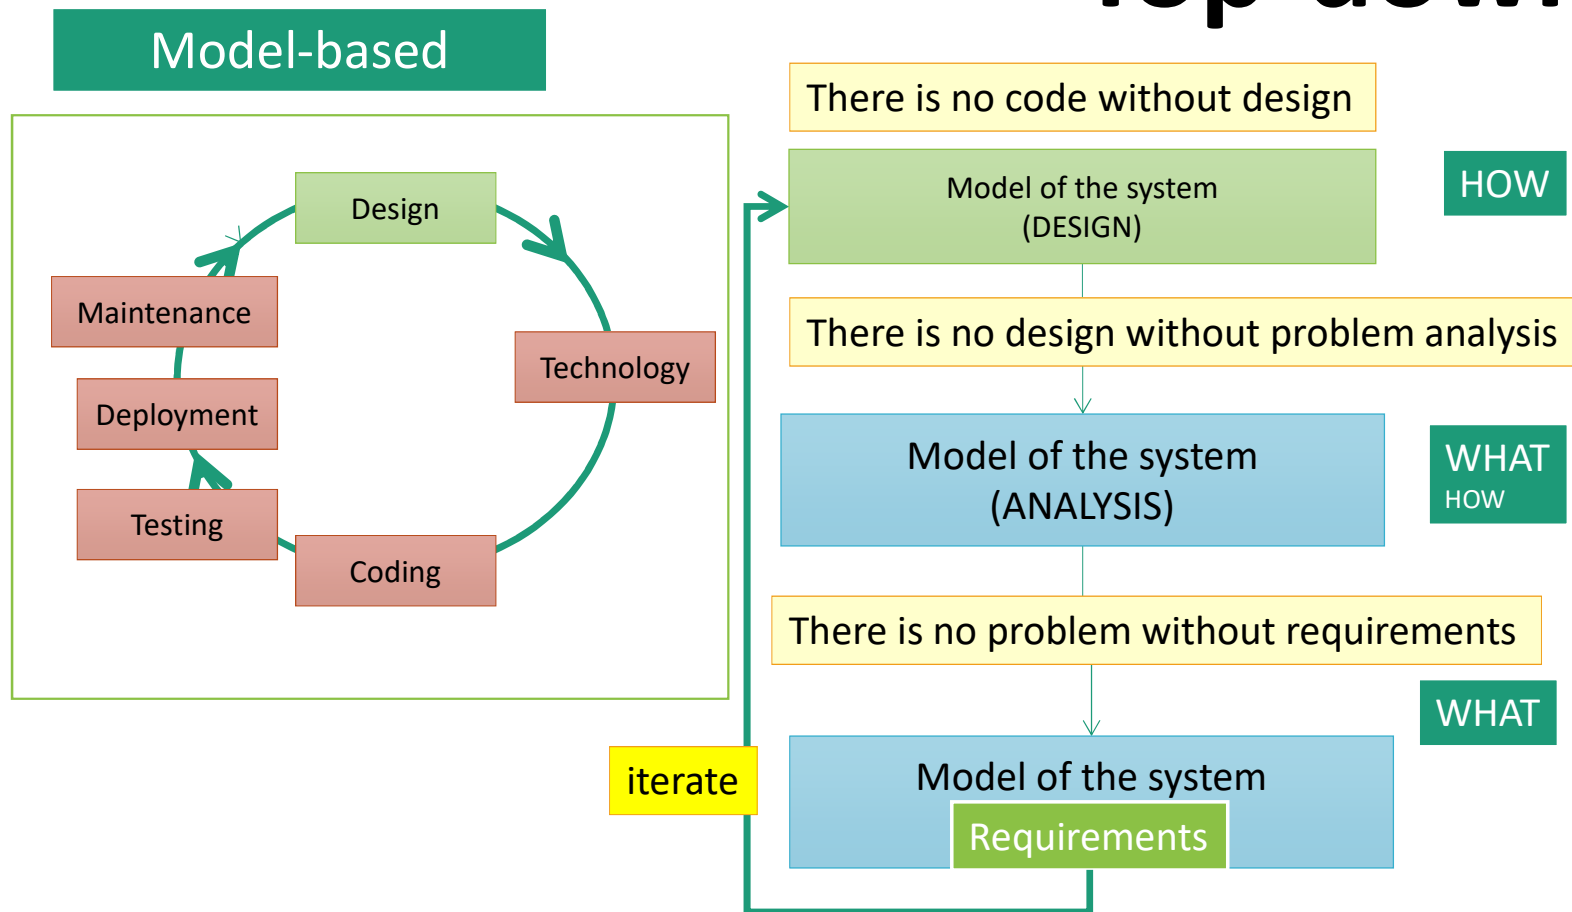 Top down
Model-based
There is no code without design
Model of the system
(DESIGN)
HOW
Design
Maintenance
Technology
Deployment
Testing
Coding
There is no design without problem analysis
Model of the system
(ANALYSIS)
WHAT
HOW
There is no problem without requirements
WHAT
iterate
Model of the system
Requirements